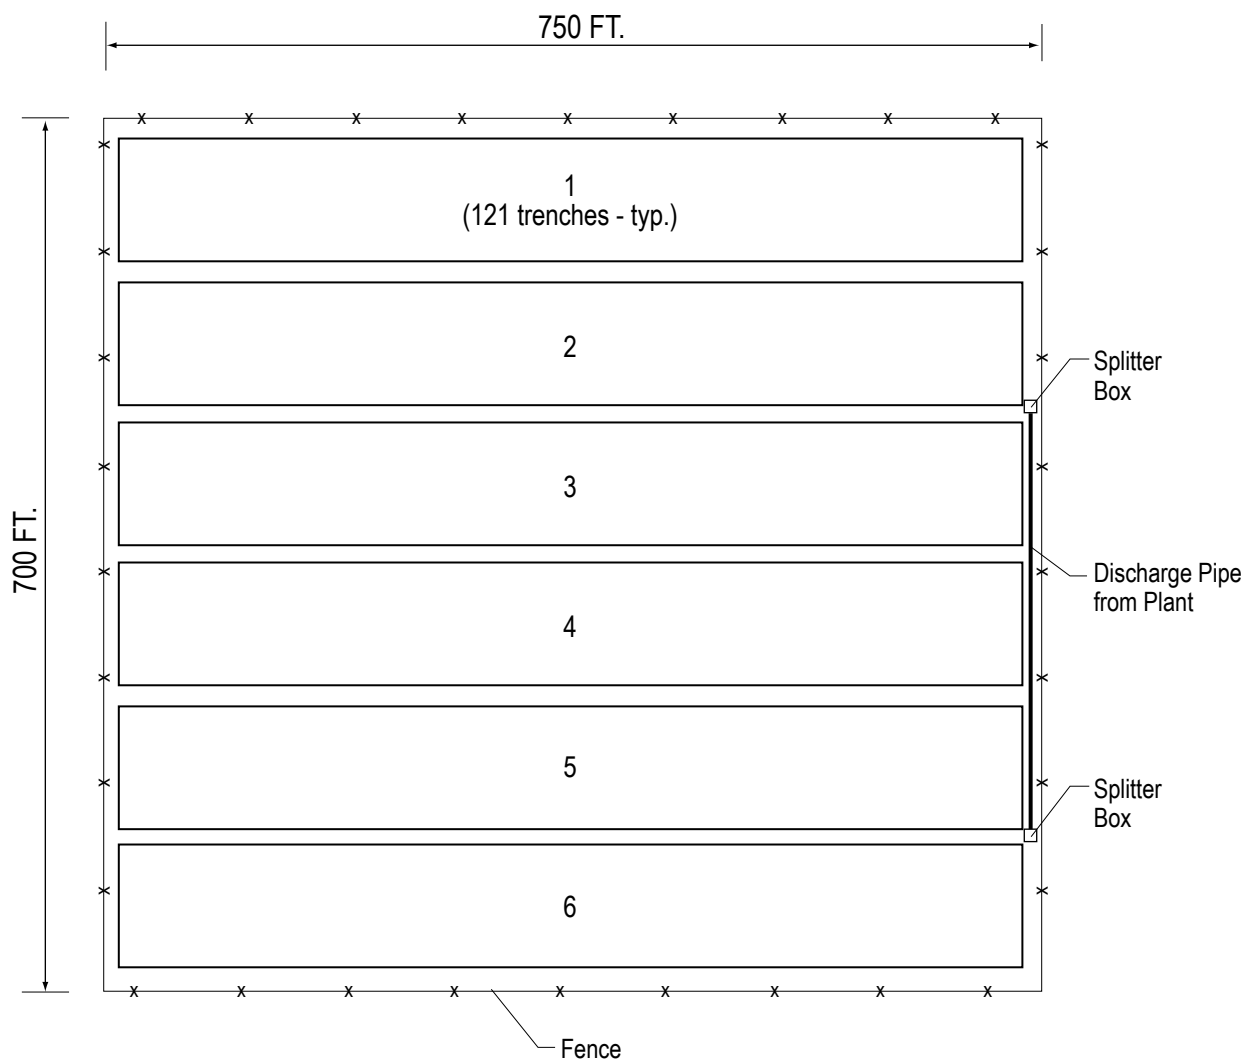 750 FT.
700 FT.
1
(121 trenches - typ.)
2
Splitter
Box
3
Discharge Pipe
from Plant
4
5
Splitter
Box
6
Fence